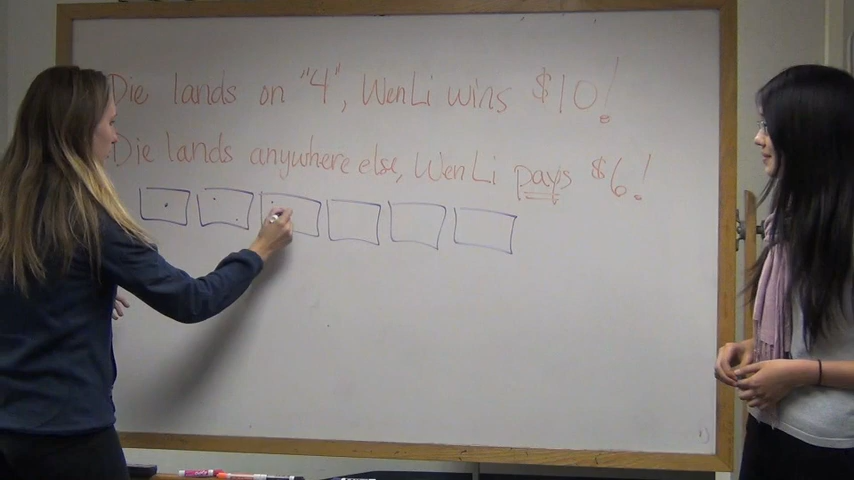 Die lands on "4", WenLi wins $10!
Die lands anywhere else, WenLi pays $6!